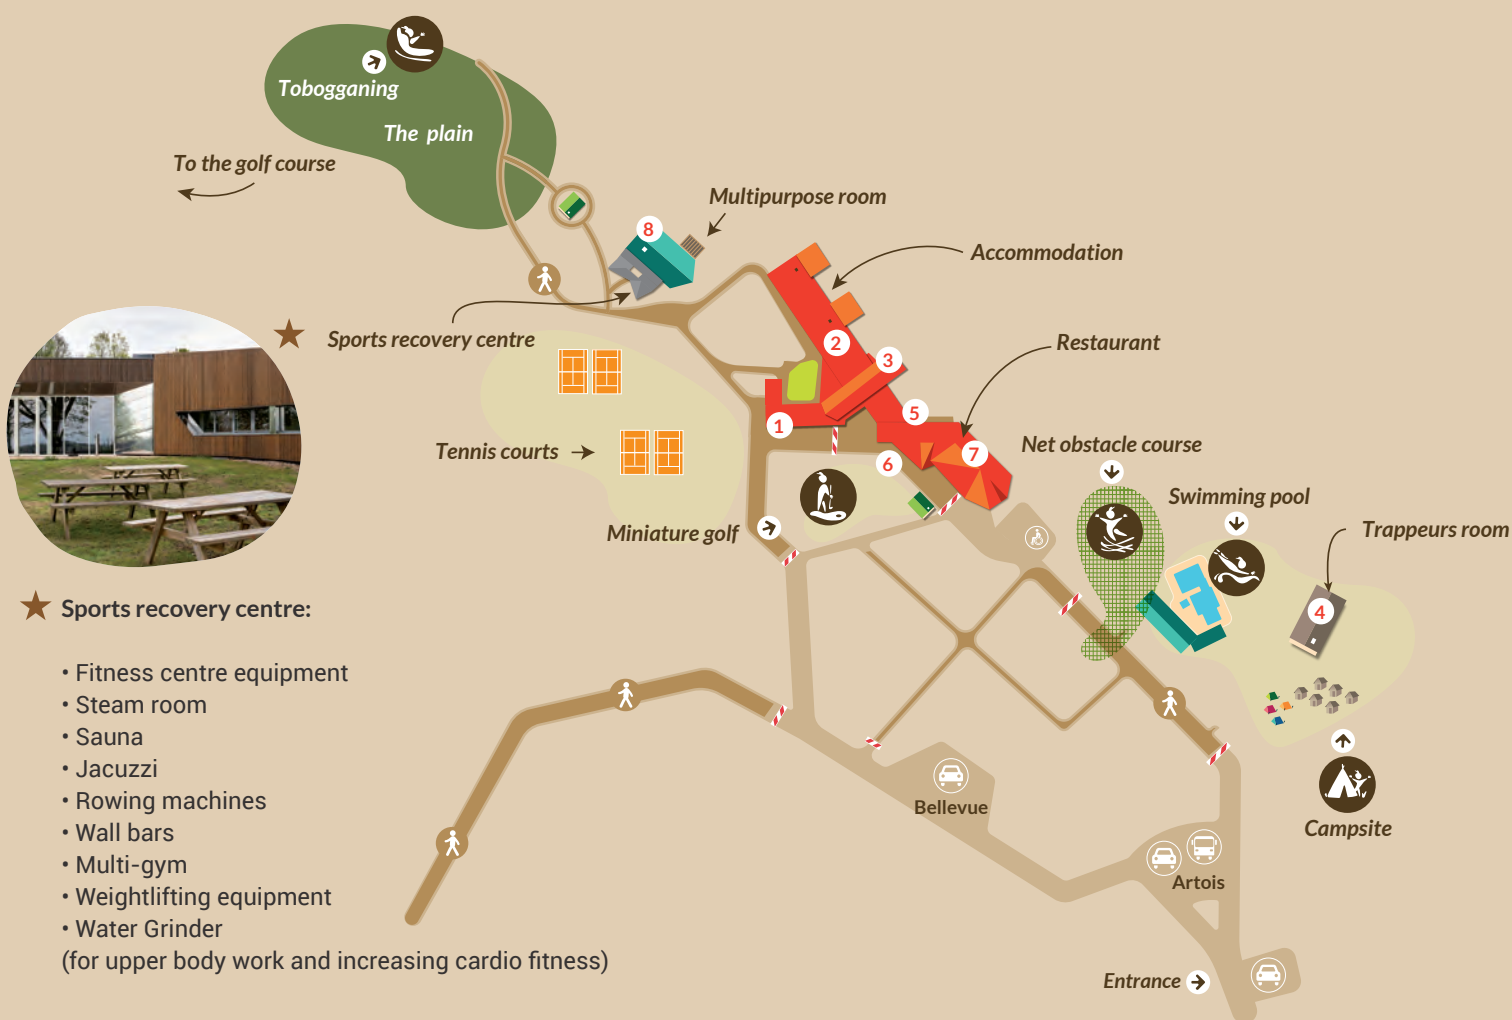 Tobogganing
The plain
To the golf course
Multipurpose room
8
Accommodation
Sports recovery centre
2
3
Restaurant
1
5
Tennis courts
6
7
Net obstacle course
Swimming pool
Miniature golf
Trappeurs room
4
Sports recovery centre:
• Fitness centre equipment
• Steam room
• Sauna
• Jacuzzi
• Rowing machines
• Wall bars
• Multi-gym
• Weightlifting equipment
• Water Grinder
(for upper body work and increasing cardio fitness)
Bellevue
Campsite
Artois
Entrance